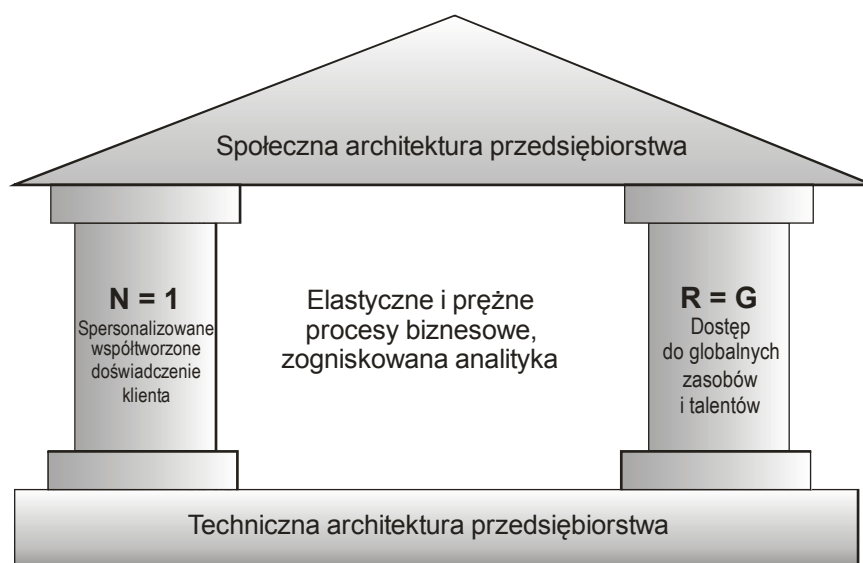 Społeczna architektura przedsiębiorstwa
N = 1
Spersonalizowane
współtworzone
doświadczenie
klienta
Elastyczne i prężne
procesy biznesowe,
zogniskowana analityka
R = G
Dostęp
do globalnych
zasobów
i talentów
Techniczna architektura przedsiębiorstwa